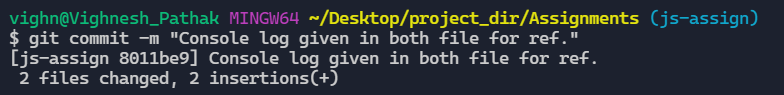 vighn@Vighnesh_Pathak MINGW64 ~/Desktop/project_dir/Assignments (js-assign)
$ git commit -m "Console log given in both file for ref."
[js-assign 8011be9] Console log given in both file for ref.
 2 files changed, 2 insertions(+)